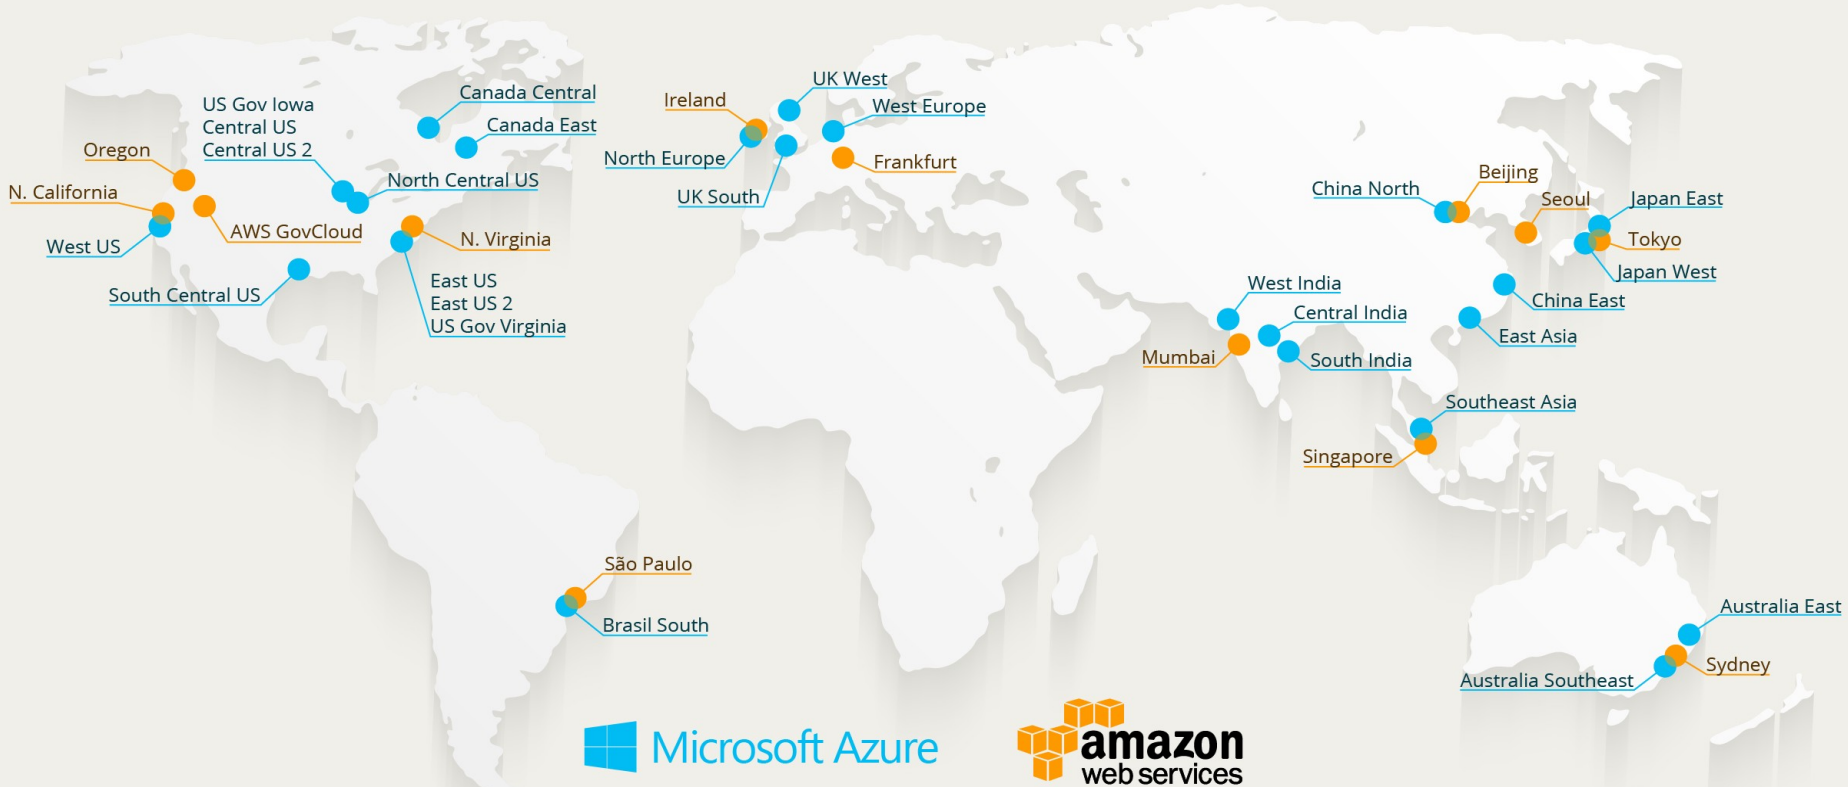 US Gov Iowa
Central US
Central US 2
Oregon
N. California
West US
AWS GovCloud
South Central US
Canada Central
Canada East
North Central US
N. Virginia
East US
East US 2
US Gov Virginia
São Paulo
Brasil South
Ireland
North Europe
UK West
West Europe
Frankfurt
UK South
China North
Beijing
Seoul
Japan East
Tokyo
Japan West
China East
East Asia
West India
Central India
South India
Mumbai
Southeast Asia
Singapore
Australia East
Sydney
Australia Southeast
Microsoft Azure
amazon
web services